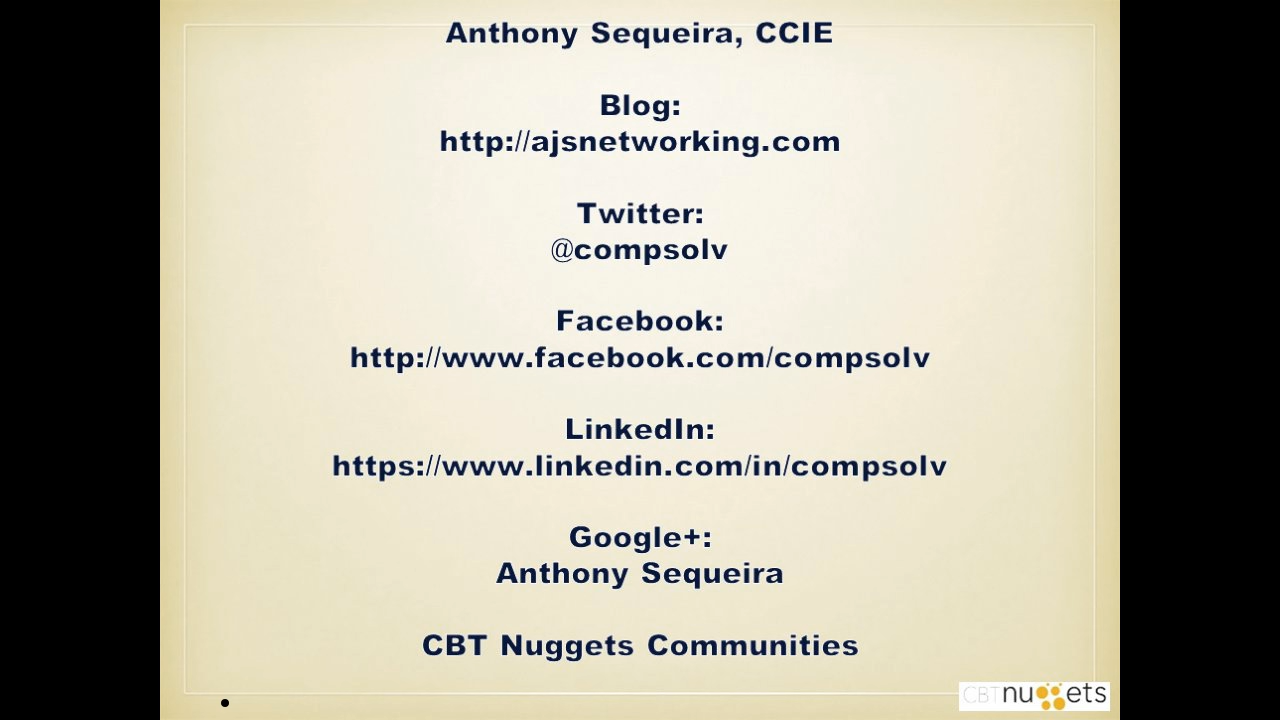 Anthony Sequeira, CCIE
Blog:
http://ajsnetworking.com
Twitter:
@compsolv
Facebook:
http://www.facebook.com/compsolv
LinkedIn:
https://www.linkedin.com/in/compsolv
Google+:
Anthony Sequeira
CBT Nuggets Communities
CBTnuggets